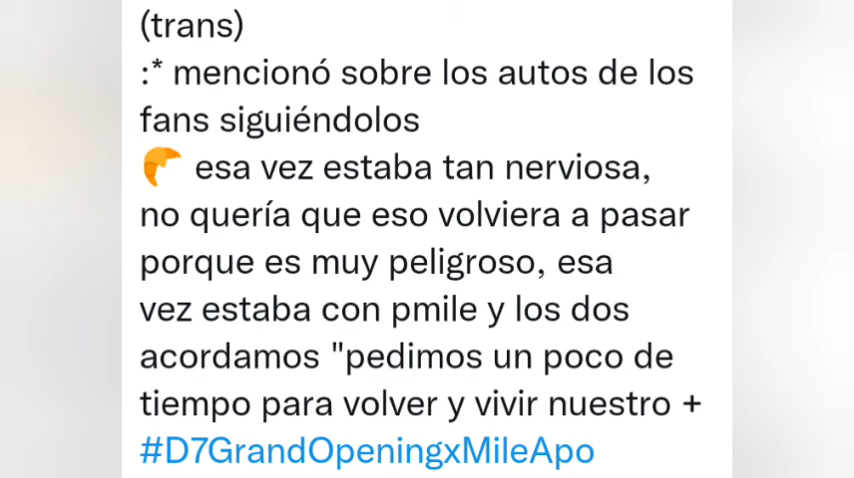 (trans)
:* mencionó sobre los autos de los
fans siguiéndolos
🥐 esa vez estaba tan nerviosa,
no quería que eso volviera a pasar
porque es muy peligroso, esa
vez estaba con pmile y los dos
acordamos "pedimos un poco de
tiempo para volver y vivir nuestro +
#D7GrandOpeningxMileApo